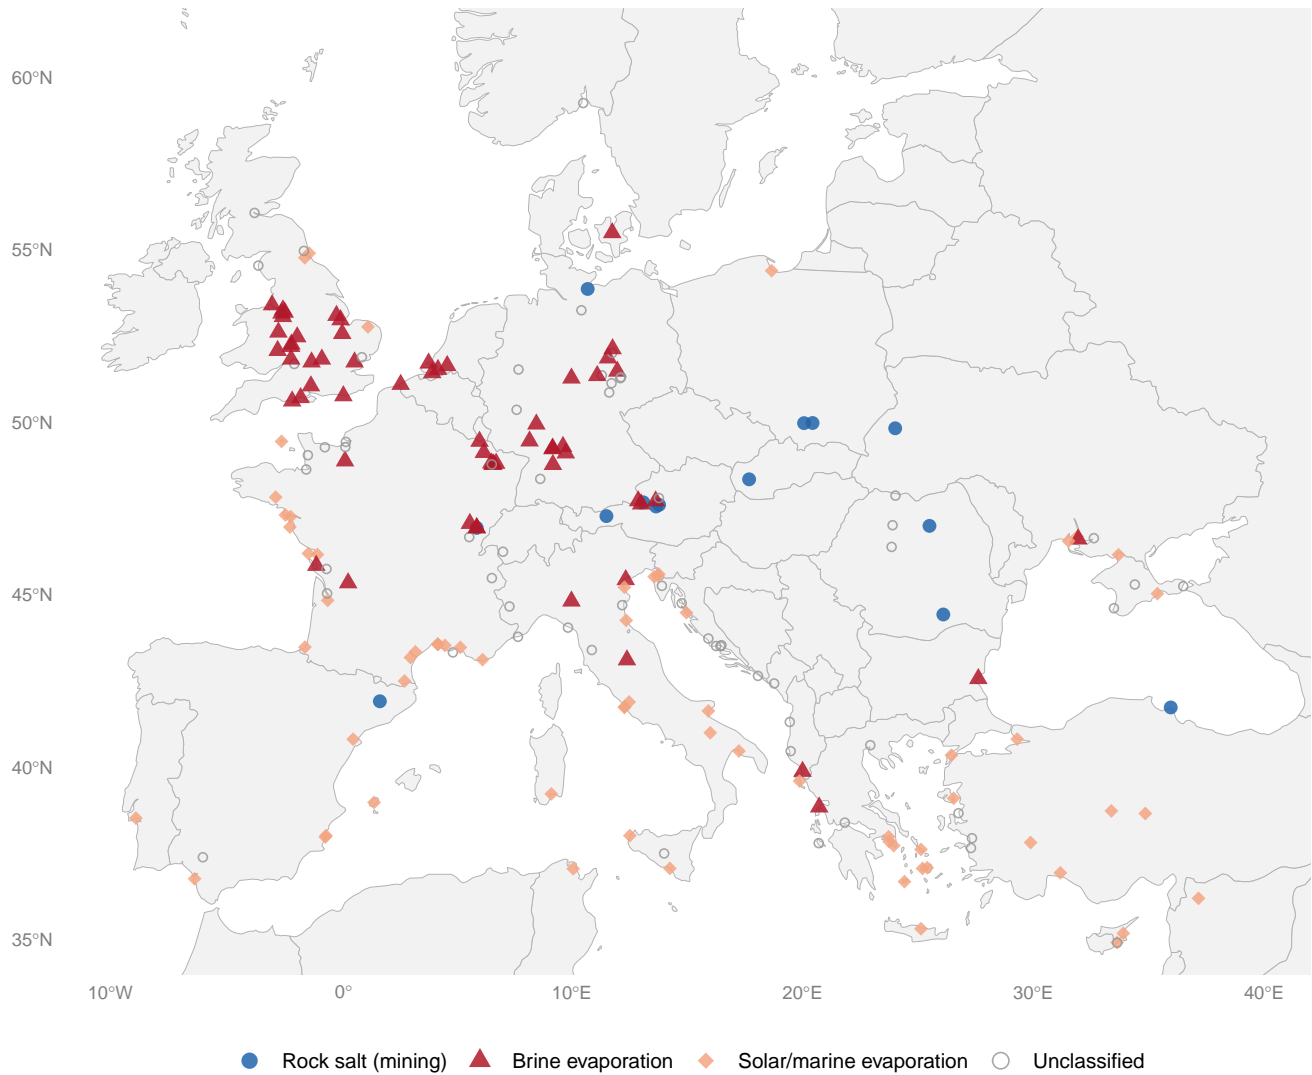 60°N
55°N
50°N
45°N
40°N
35°N
10°W 0° 10°E 20°E 30°E 40°E
Rock salt (mining) Brine evaporation Solar/marine evaporation Unclassified